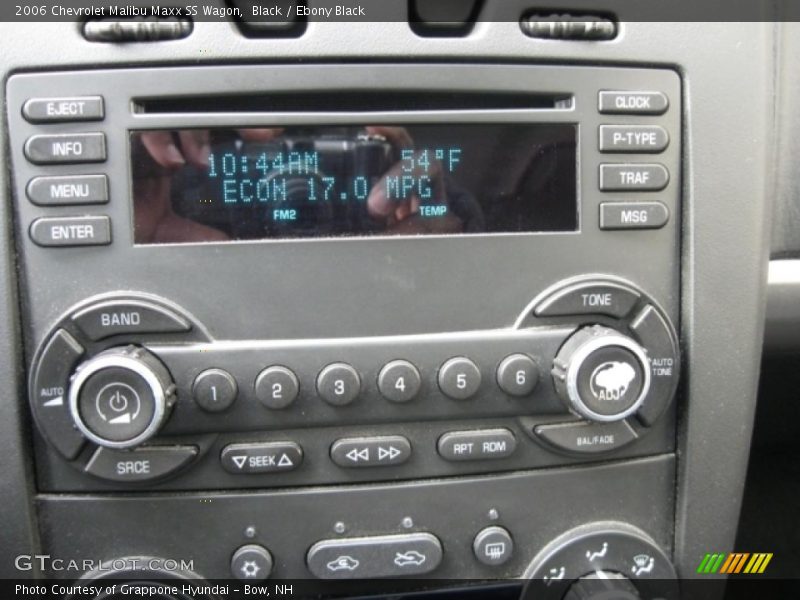 2006 Chevrolet Malibu Maxx SS Wagon,  Black / Ebony Black
EJECT
INFO
MENU
ENTER
10:44AM 54°F
ECON 17.0 MPG
FM2 TEMP
CLOCK
P-TYPE
TRAF
MSG
BAND
AUTO
SRCE
1 2 3 4 5 6
TONE
AUTO
TONE
ADJ
BAL/FADE
SEEK
RPT RDM
GTCARLOT.COM
Photo Courtesy of Grappone Hyundai - Bow, NH